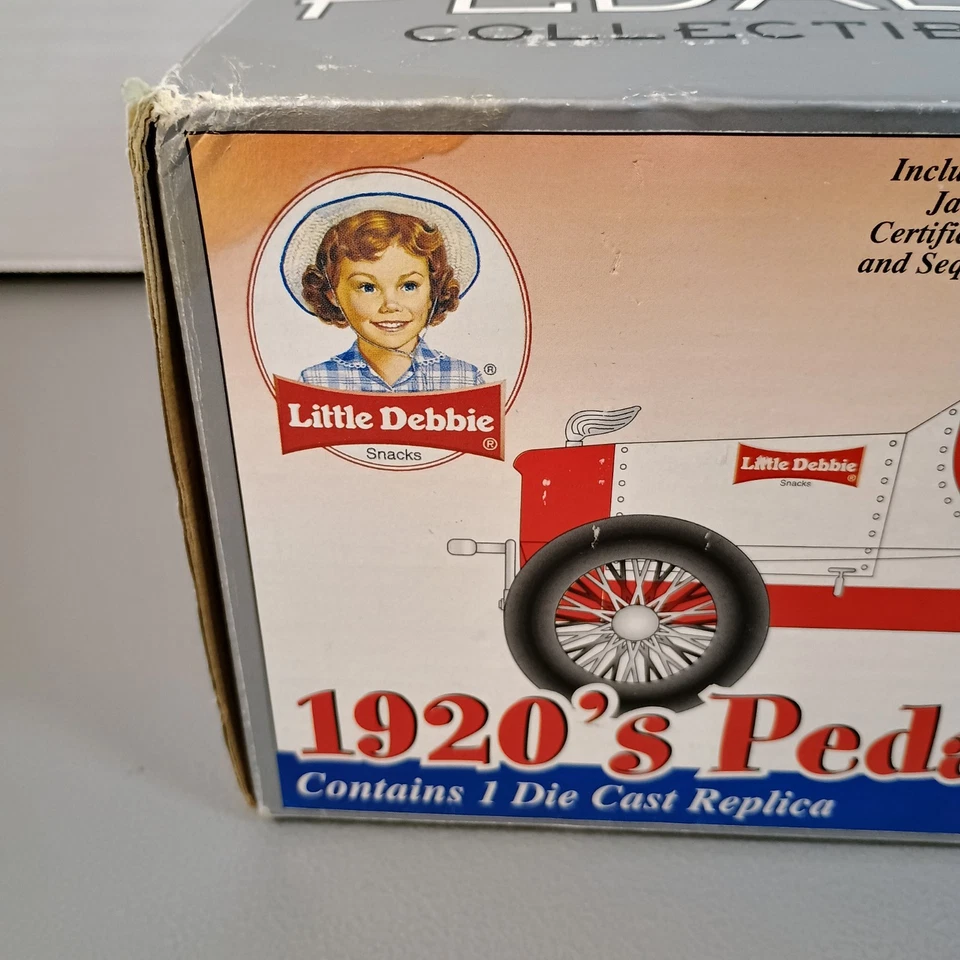 COLLECTIB
Inclu
Ja
Certific
and Seq
®
Little Debbie
®
Snacks
Little Debbie
®
Snacks
1920's Peda
Contains 1 Die Cast Replica